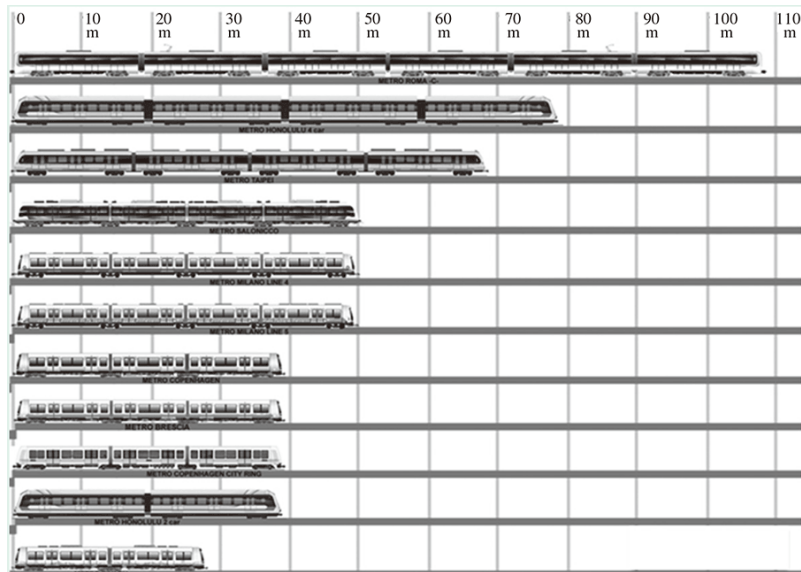 0 10 20 30 40 50 60 70 80 90 100 110
m m m m m m m m m m m
METRO ROMA -C-
METRO HONOLULU 4 car
METRO TAIPEI
METRO SALONICCO
METRO MILANO LINE 4
METRO MILANO LINE 5
METRO COPENHAGEN
METRO BRESCIA
METRO COPENHAGEN CITY RING
METRO HONOLULU 2 car